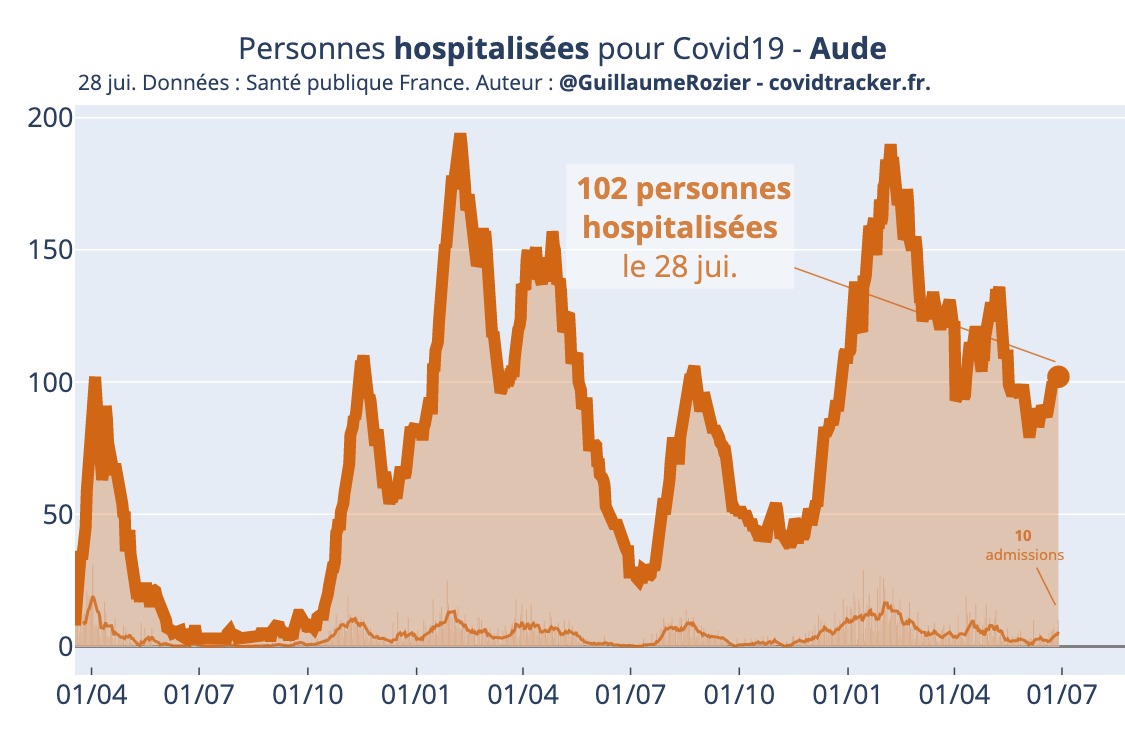 Personnes hospitalisées pour Covid19 - Aude
28 jui. Données : Santé publique France. Auteur : @GuillaumeRozier - covidtracker.fr.
200
150
100
50
0
102 personnes
hospitalisées
le 28 jui.
10
admissions
01/04
01/07
01/10
01/01
01/04
01/07
01/10
01/01
01/04
01/07